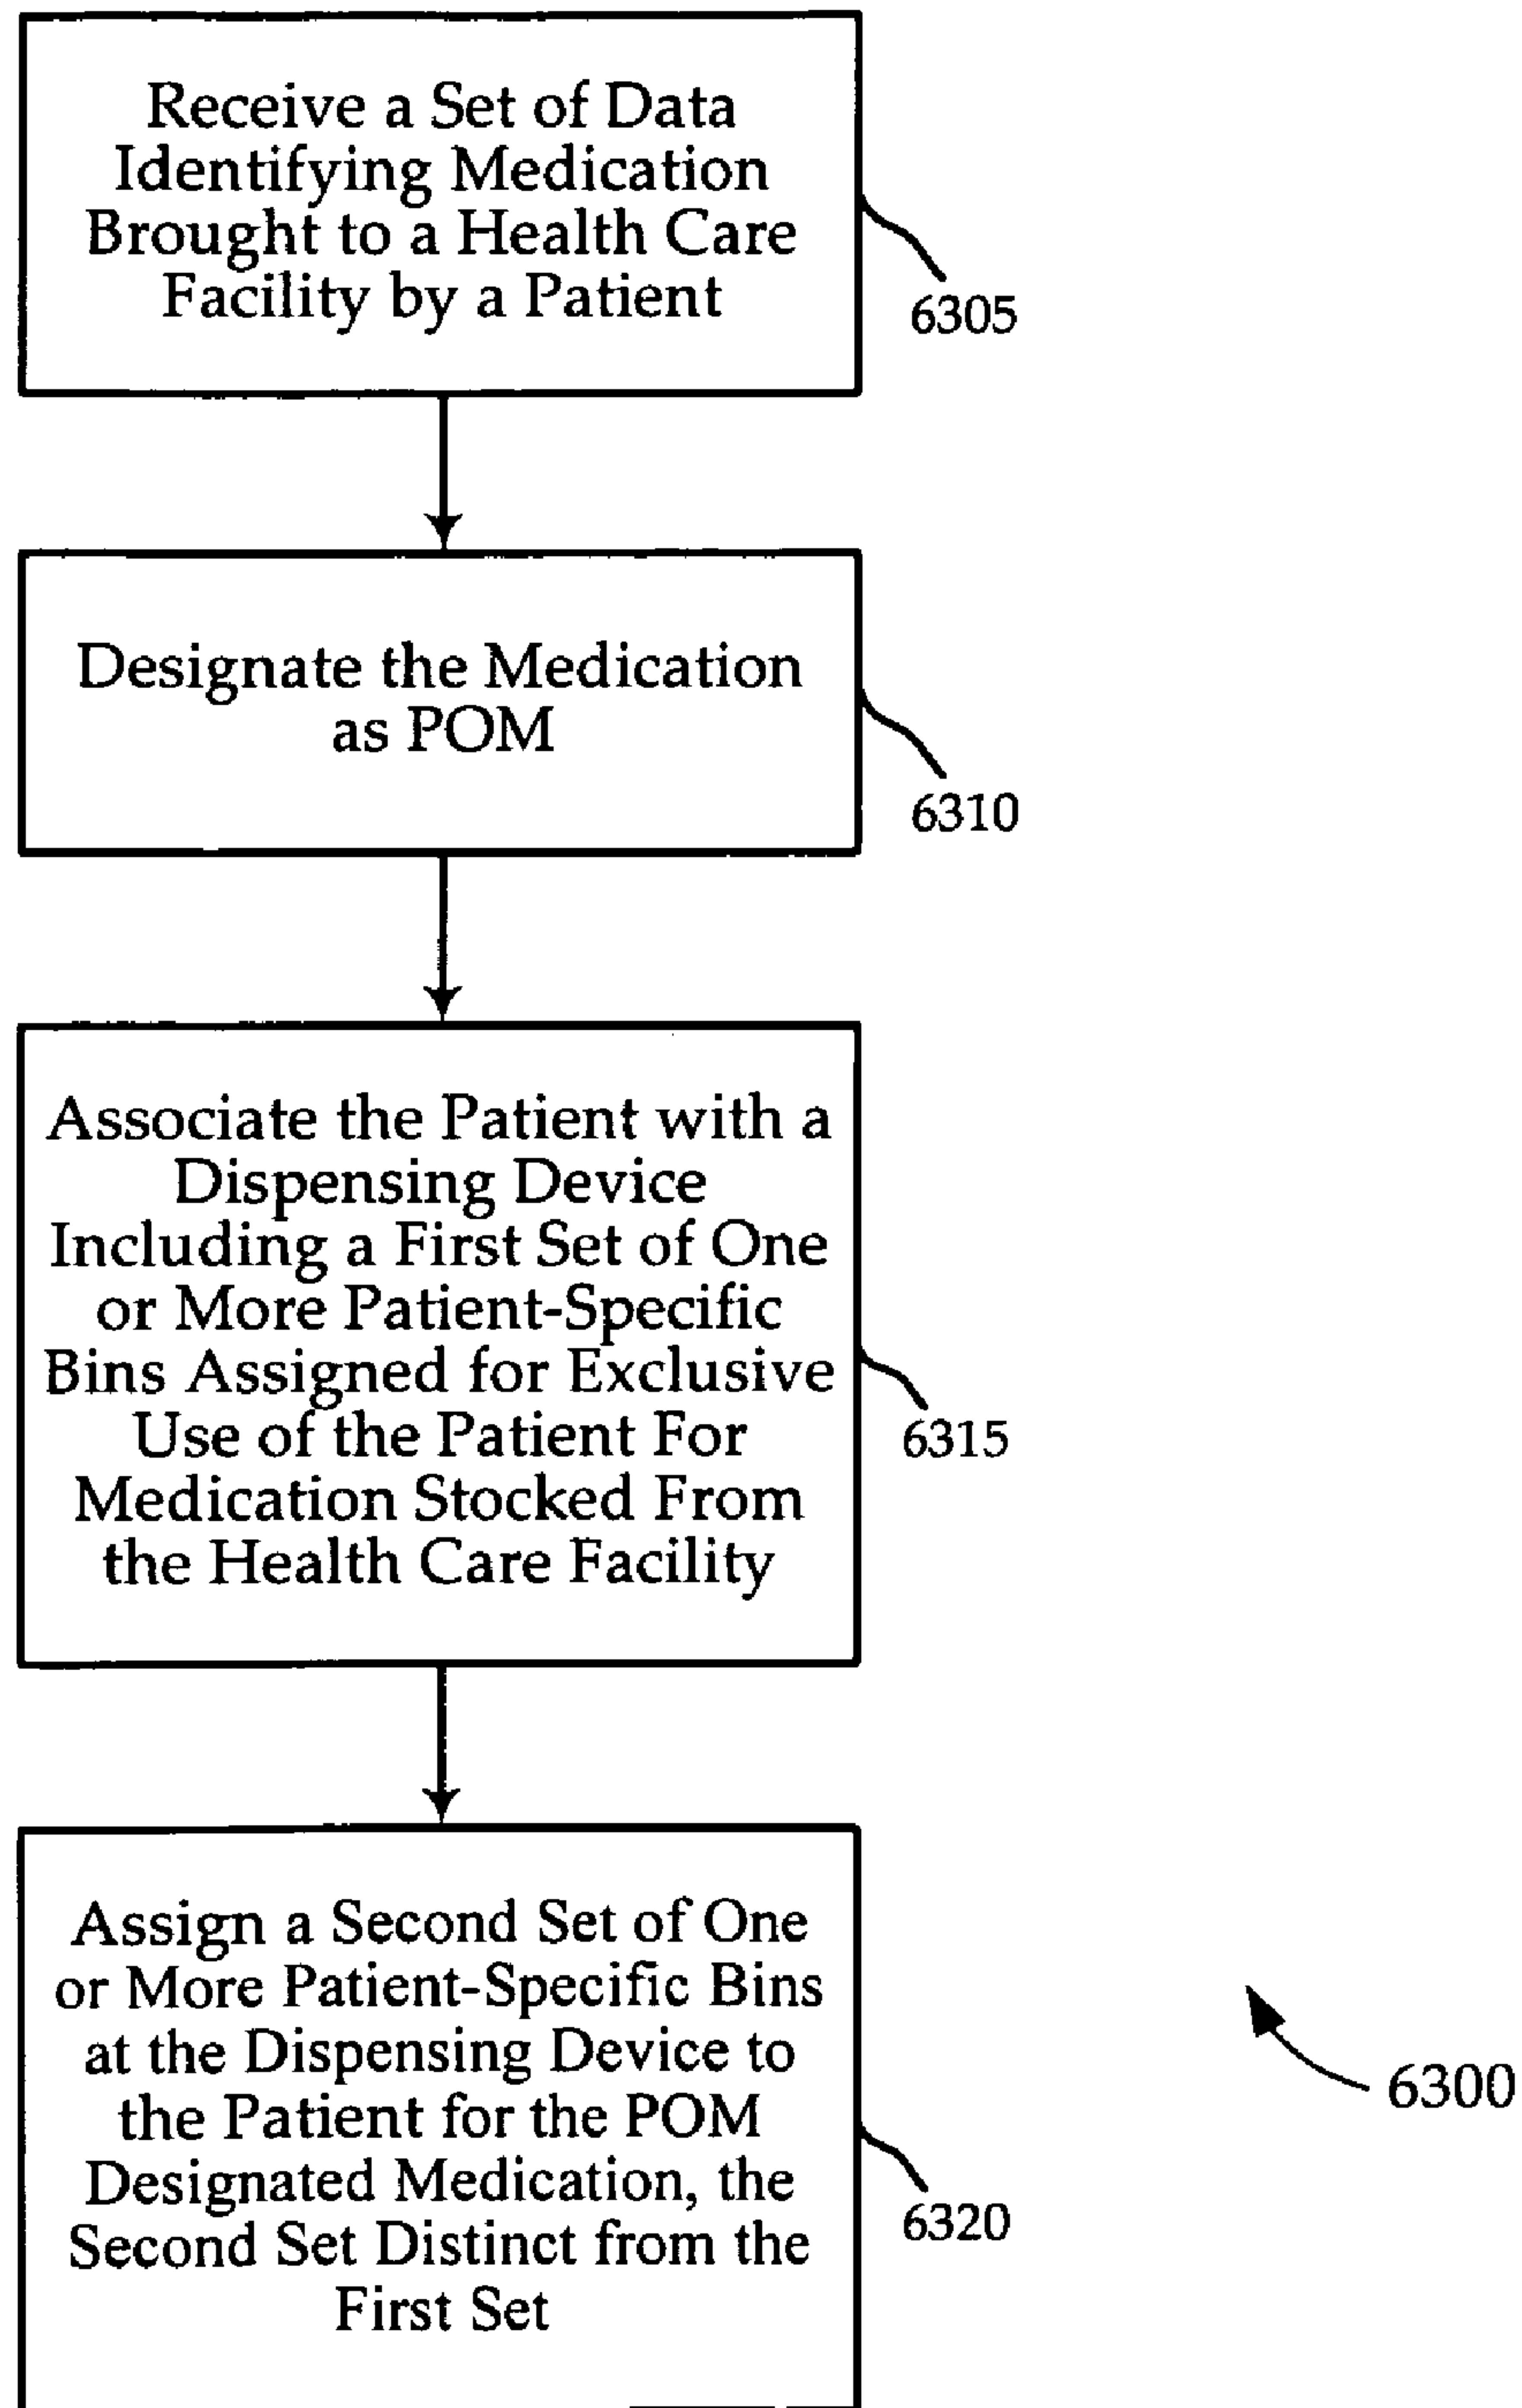 Receive a Set of Data
Identifying Medication
Brought to a Health Care
Facility by a Patient
6305
Designate the Medication
as POM
6310
Associate the Patient with a
Dispensing Device
Including a First Set of One
or More Patient-Specific
Bins Assigned for Exclusive
Use of the Patient For
Medication Stocked From
the Health Care Facility
6315
Assign a Second Set of One
or More Patient-Specific Bins
at the Dispensing Device to
the Patient for the POM
Designated Medication, the
Second Set Distinct from the
First Set
6320
6300